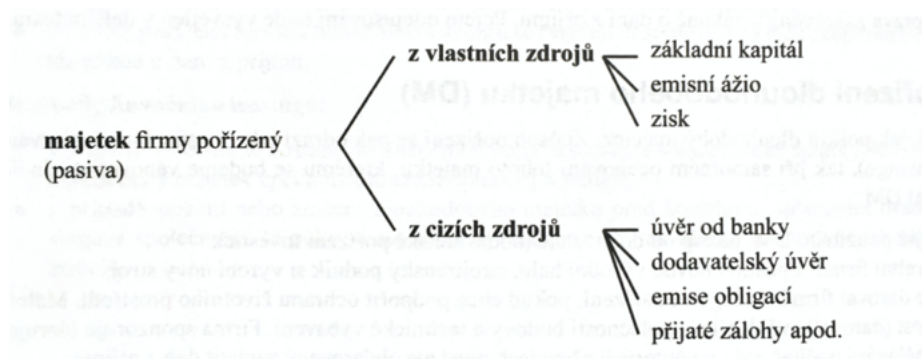 z vlastních zdrojů
základní kapitál
emisní ážio
zisk
majetek firmy pořízený
(pasiva)
z cizích zdrojů
úvěr od banky
dodavatelský úvěr
emise obligací
přijaté zálohy apod.